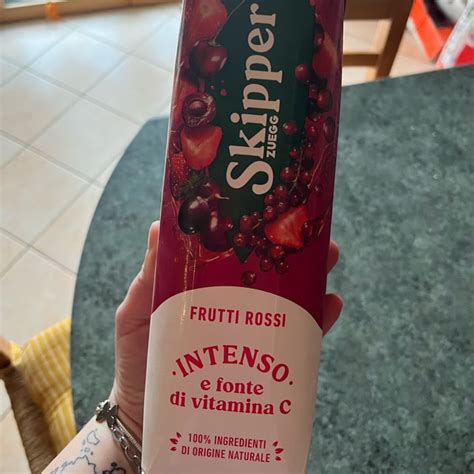 Skipper
ZUEGG
FRUTTI ROSSI
INTENSO
e fonte
di vitamina C
100% INGREDIENTI
DI ORIGINE NATURALE